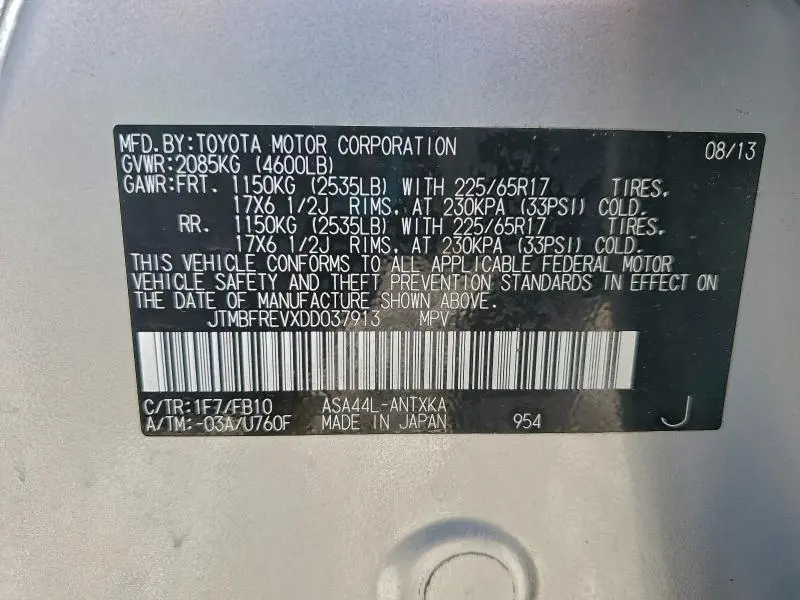 MFD.BY:TOYOTA MOTOR CORPORATION 08/13
GVWR:2085KG (4600LB)
GAWR:FRT. 1150KG (2535LB) WITH 225/65R17 TIRES,
17X6 1/2J RIMS, AT 230KPA (33PSI) COLD.
RR. 1150KG (2535LB) WITH 225/65R17 TIRES,
17X6 1/2J RIMS, AT 230KPA (33PSI) COLD.
THIS VEHICLE CONFORMS TO ALL APPLICABLE FEDERAL MOTOR
VEHICLE SAFETY AND THEFT PREVENTION STANDARDS IN EFFECT ON
THE DATE OF MANUFACTURE SHOWN ABOVE.
JTMBFREVXDD037913 MPV
C/TR:1F7/FB10 ASA44L-ANTXKA
A/TM:-03A/U760F MADE IN JAPAN 954 J